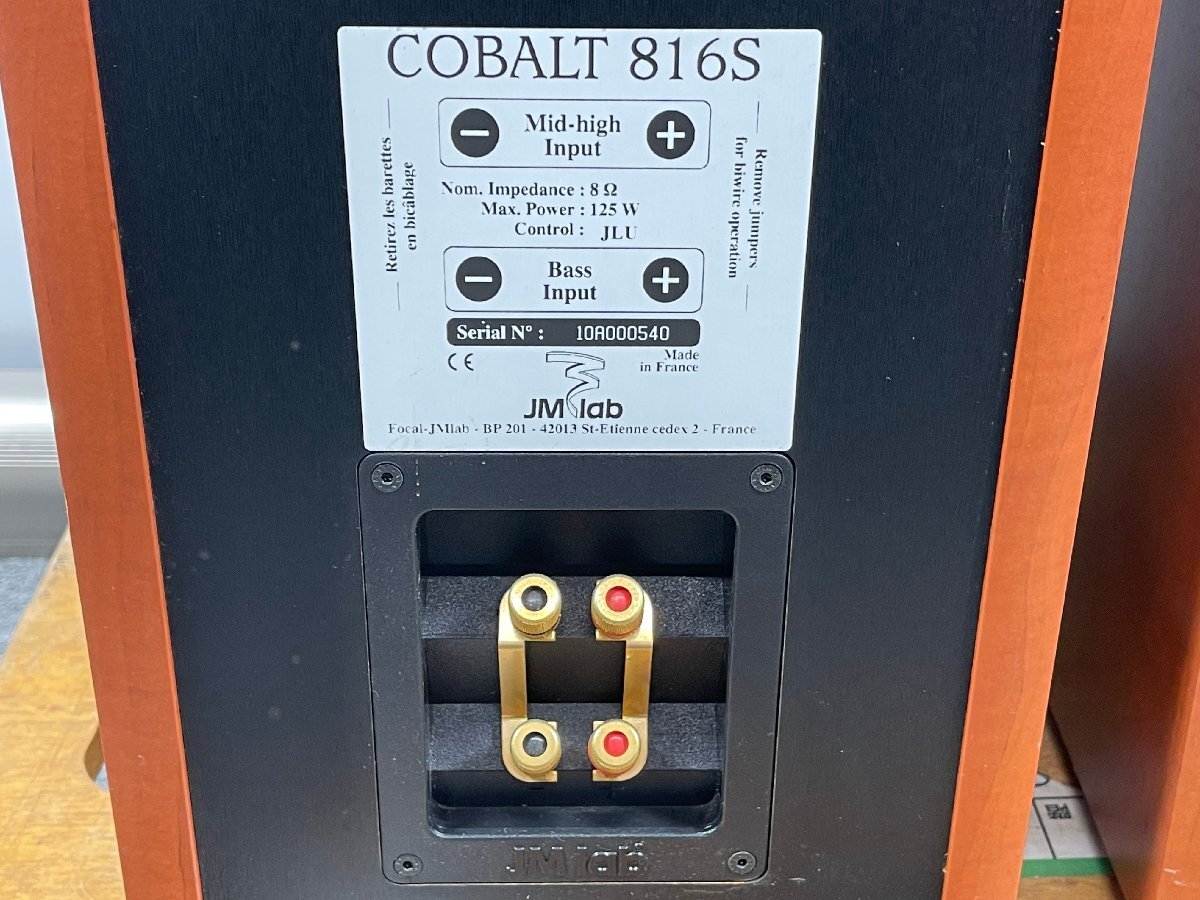 COBALT 816S
Mid-high
Input
Retirez les barettes
en bicâblage
Remove jumpers
for biwire operation
Nom. Impedance : 8 Ω
Max. Power : 125 W
Control : JLU
Bass
Input
Serial N° : 10A000540
CE
Made
in France
JMlab
Focal-JMlab - BP 201 - 42013 St-Etienne cedex 2 - France
JMlab